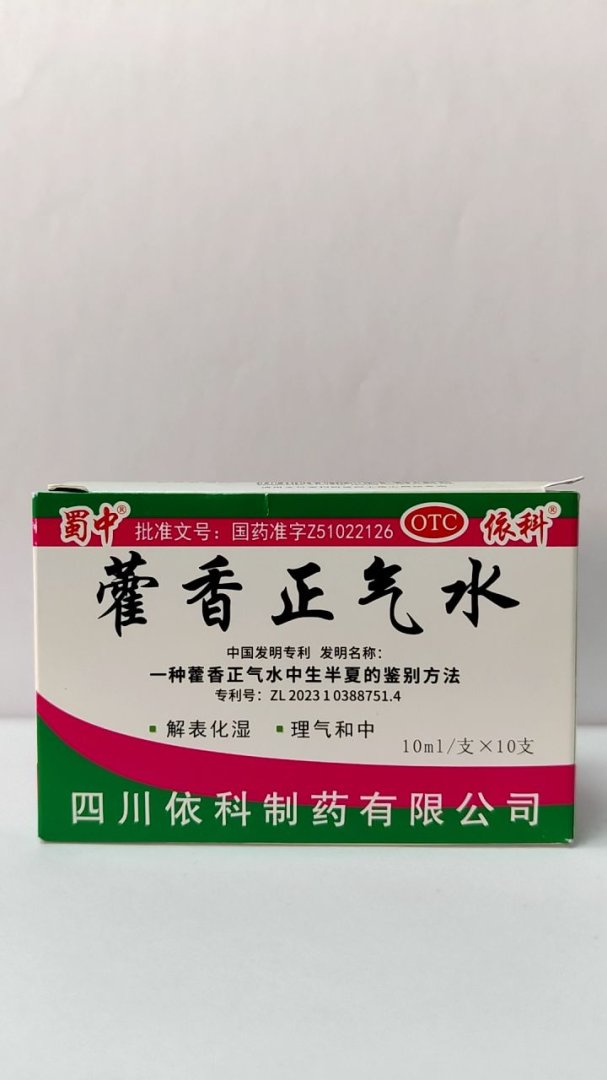 蜀中® 批准文号：国药准字Z51022126 OTC 依科®
藿香正气水
中国发明专利 发明名称：
一种藿香正气水中生半夏的鉴别方法
专利号：ZL 2023 1 0388751.4
▪ 解表化湿 ▪ 理气和中
10ml/支×10支
四川依科制药有限公司